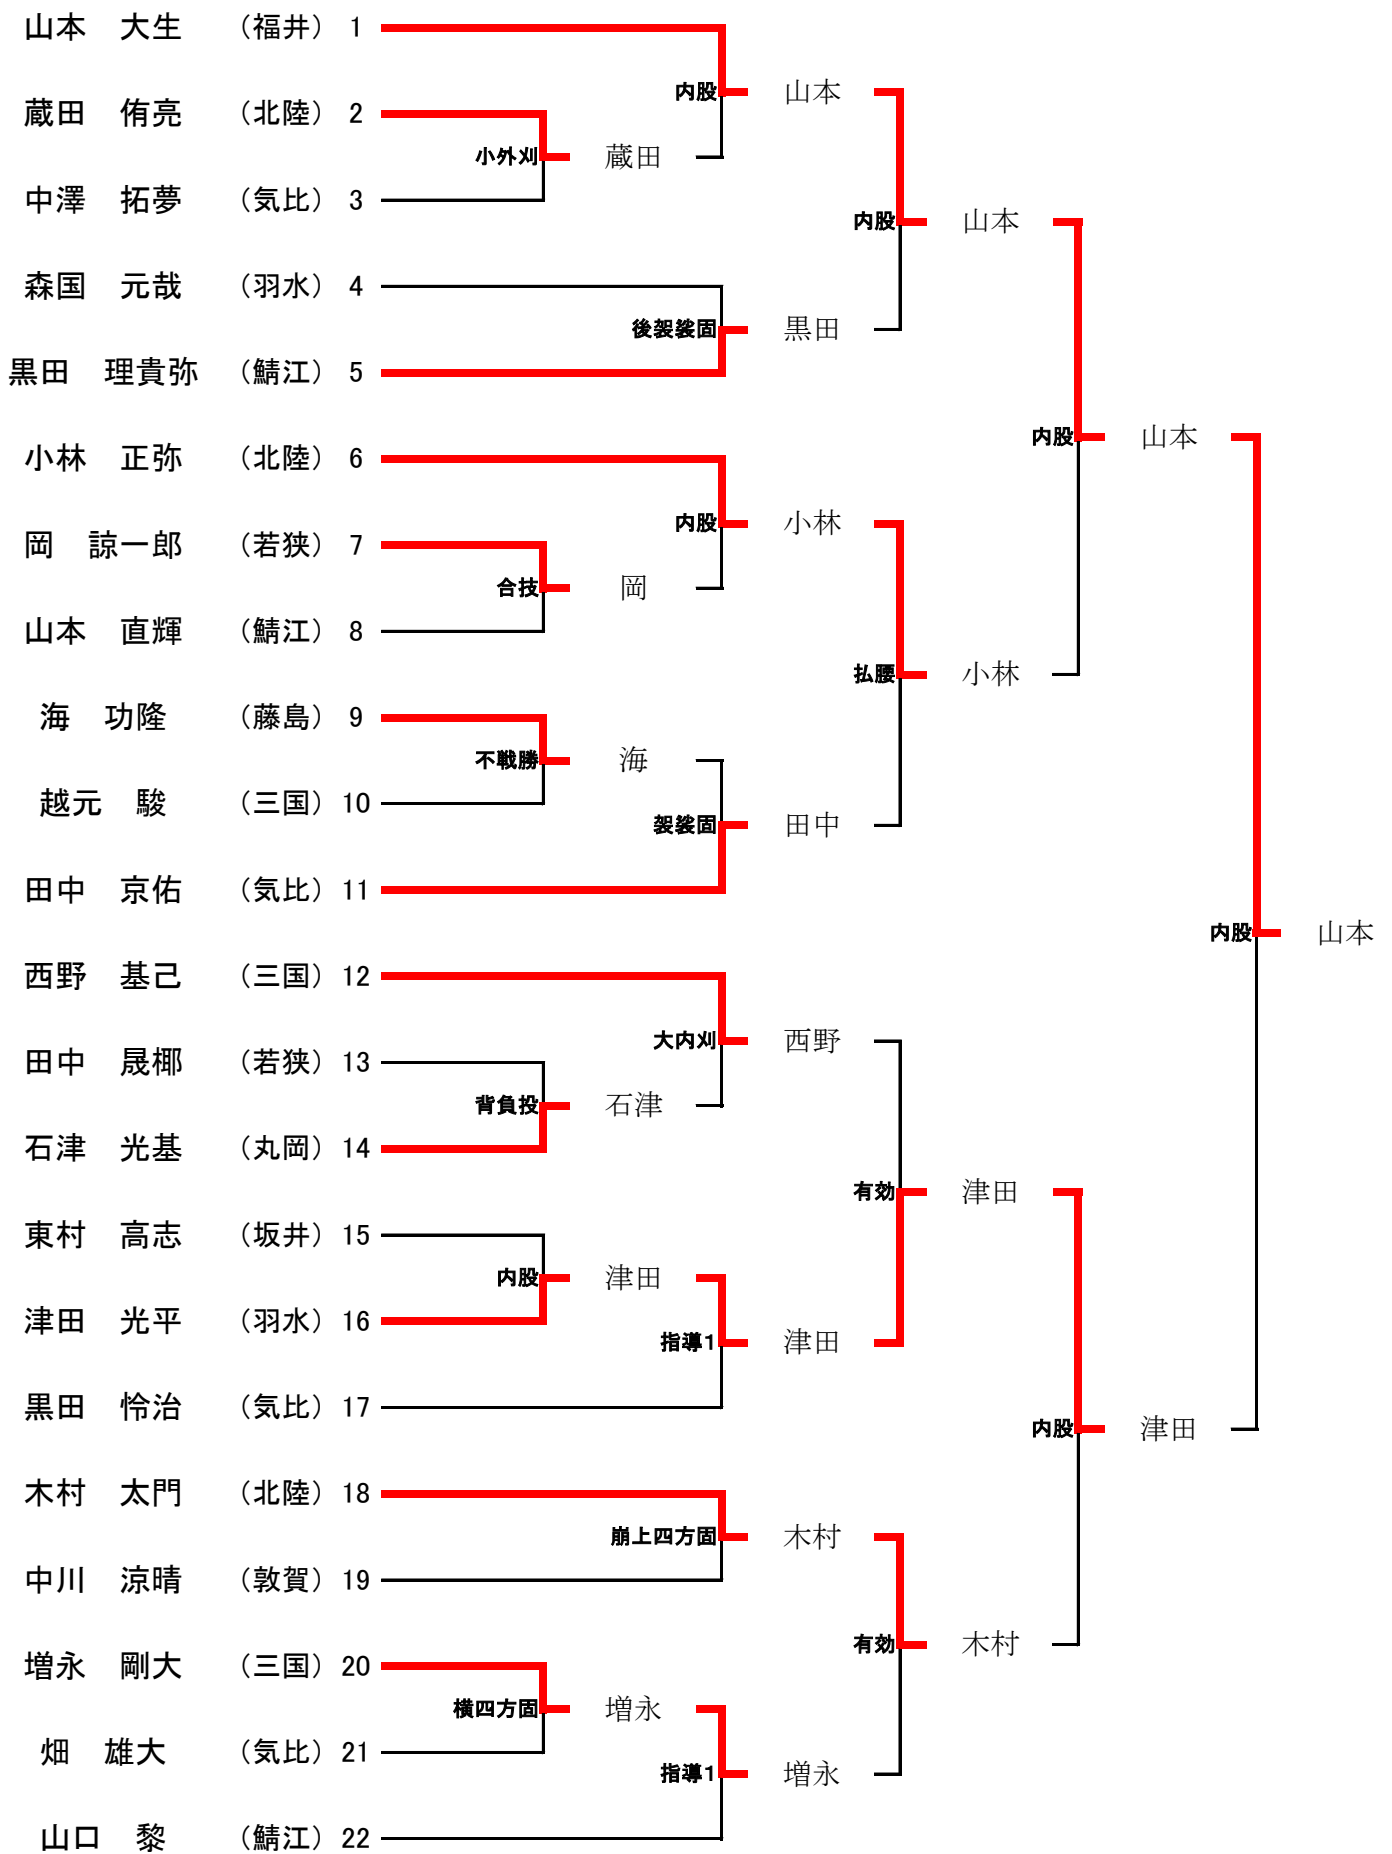 山本　大生　（福井） 1
内股 山本
蔵田　侑亮　（北陸） 2
小外刈 蔵田
中澤　拓夢　（気比） 3
内股 山本
森国　元哉　（羽水） 4
後袈裟固 黒田
黒田　理貴弥　（鯖江） 5
内股 山本
小林　正弥　（北陸） 6
内股 小林
岡　諒一郎　（若狭） 7
合技 岡
山本　直輝　（鯖江） 8
払腰 小林
海　功隆　（藤島） 9
不戦勝 海
越元　駿　（三国） 10
袈裟固 田中
田中　京佑　（気比） 11
内股 山本
西野　基己　（三国） 12
大内刈 西野
田中　晟椰　（若狭） 13
背負投 石津
石津　光基　（丸岡） 14
有効 津田
東村　高志　（坂井） 15
内股 津田
津田　光平　（羽水） 16
指導1 津田
黒田　怜治　（気比） 17
内股 津田
木村　太門　（北陸） 18
崩上四方固 木村
中川　涼晴　（敦賀） 19
有効 木村
増永　剛大　（三国） 20
横四方固 増永
畑　雄大　（気比） 21
指導1 増永
山口　黎　（鯖江） 22